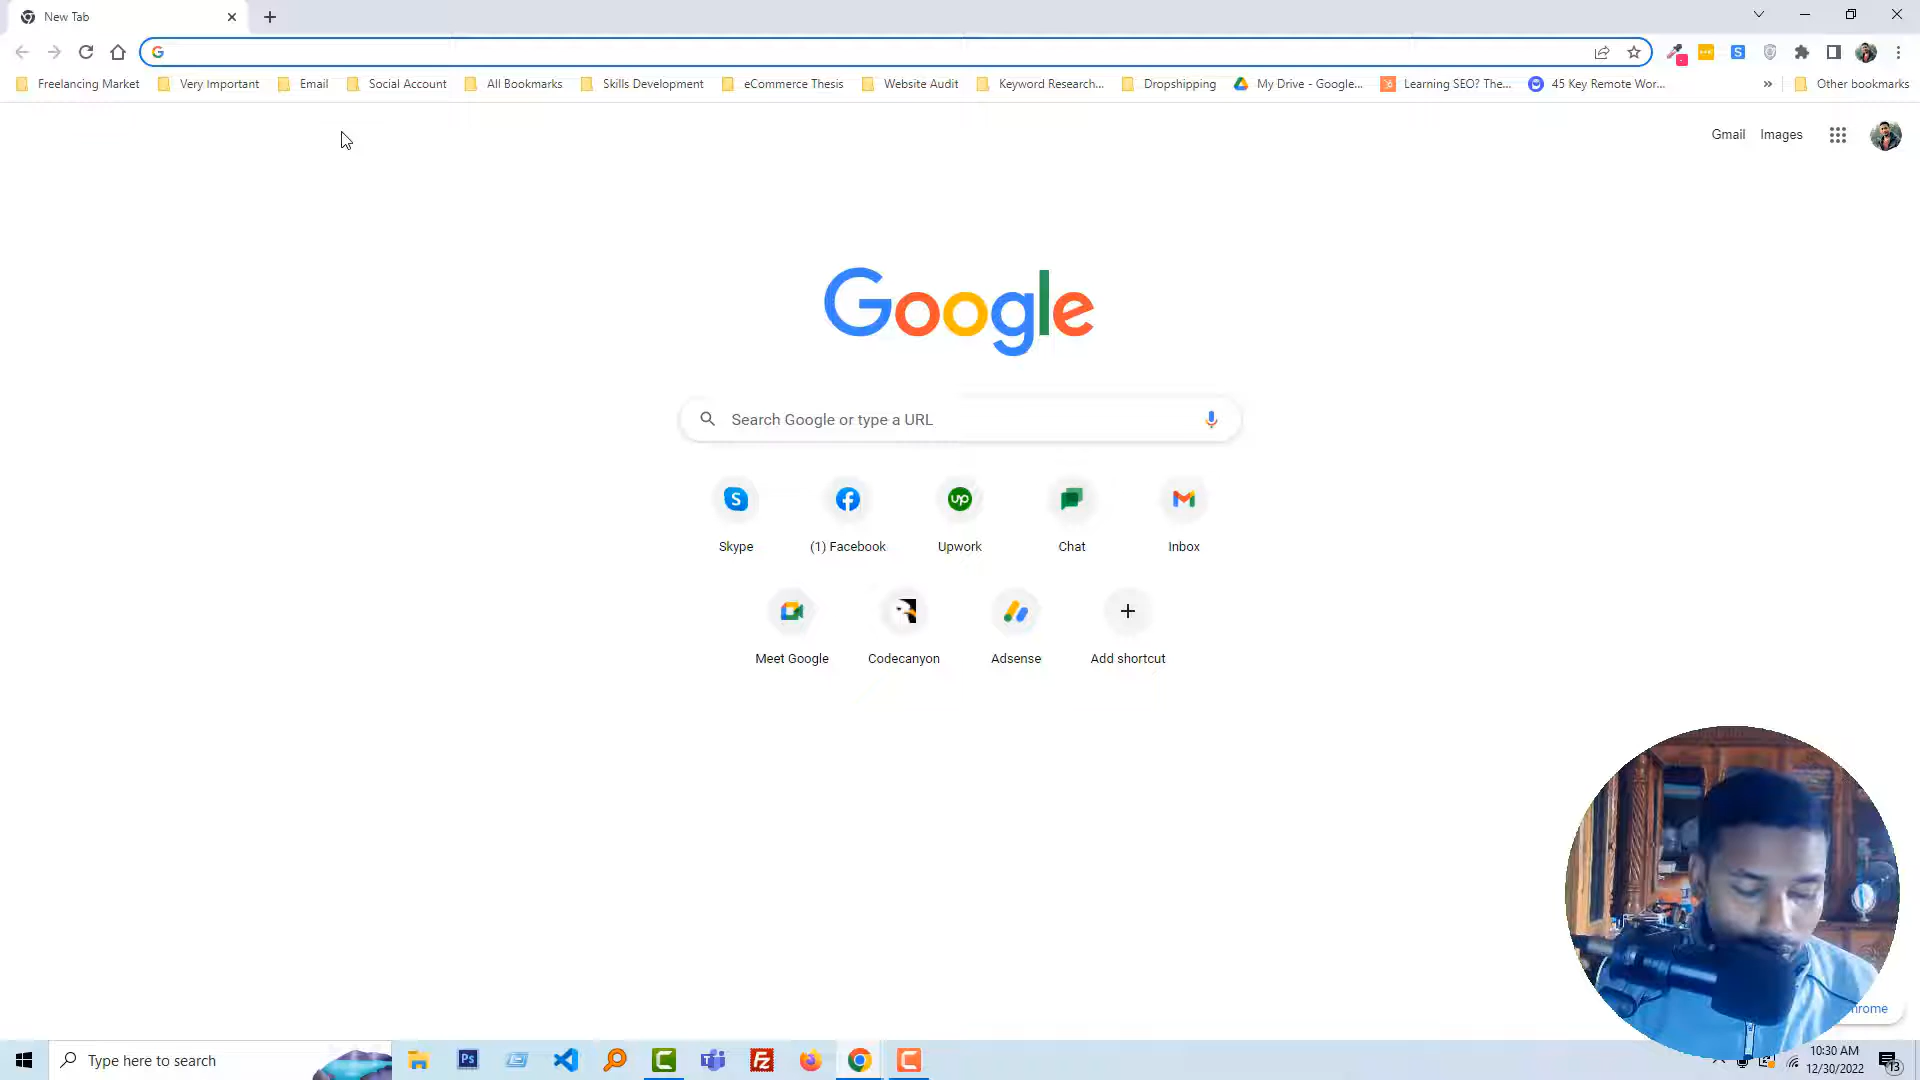 New Tab
Freelancing Market
Very Important
Email
Social Account
All Bookmarks
Skills Development
eCommerce Thesis
Website Audit
Keyword Research...
Dropshipping
My Drive - Google...
Learning SEO? The...
45 Key Remote Wor...
Other bookmarks
Gmail
Images
Google
Search Google or type a URL
Skype
(1) Facebook
Upwork
Chat
Inbox
Meet Google
Codecanyon
Adsense
Add shortcut
Type here to search
10:30 AM
12/30/2022
13